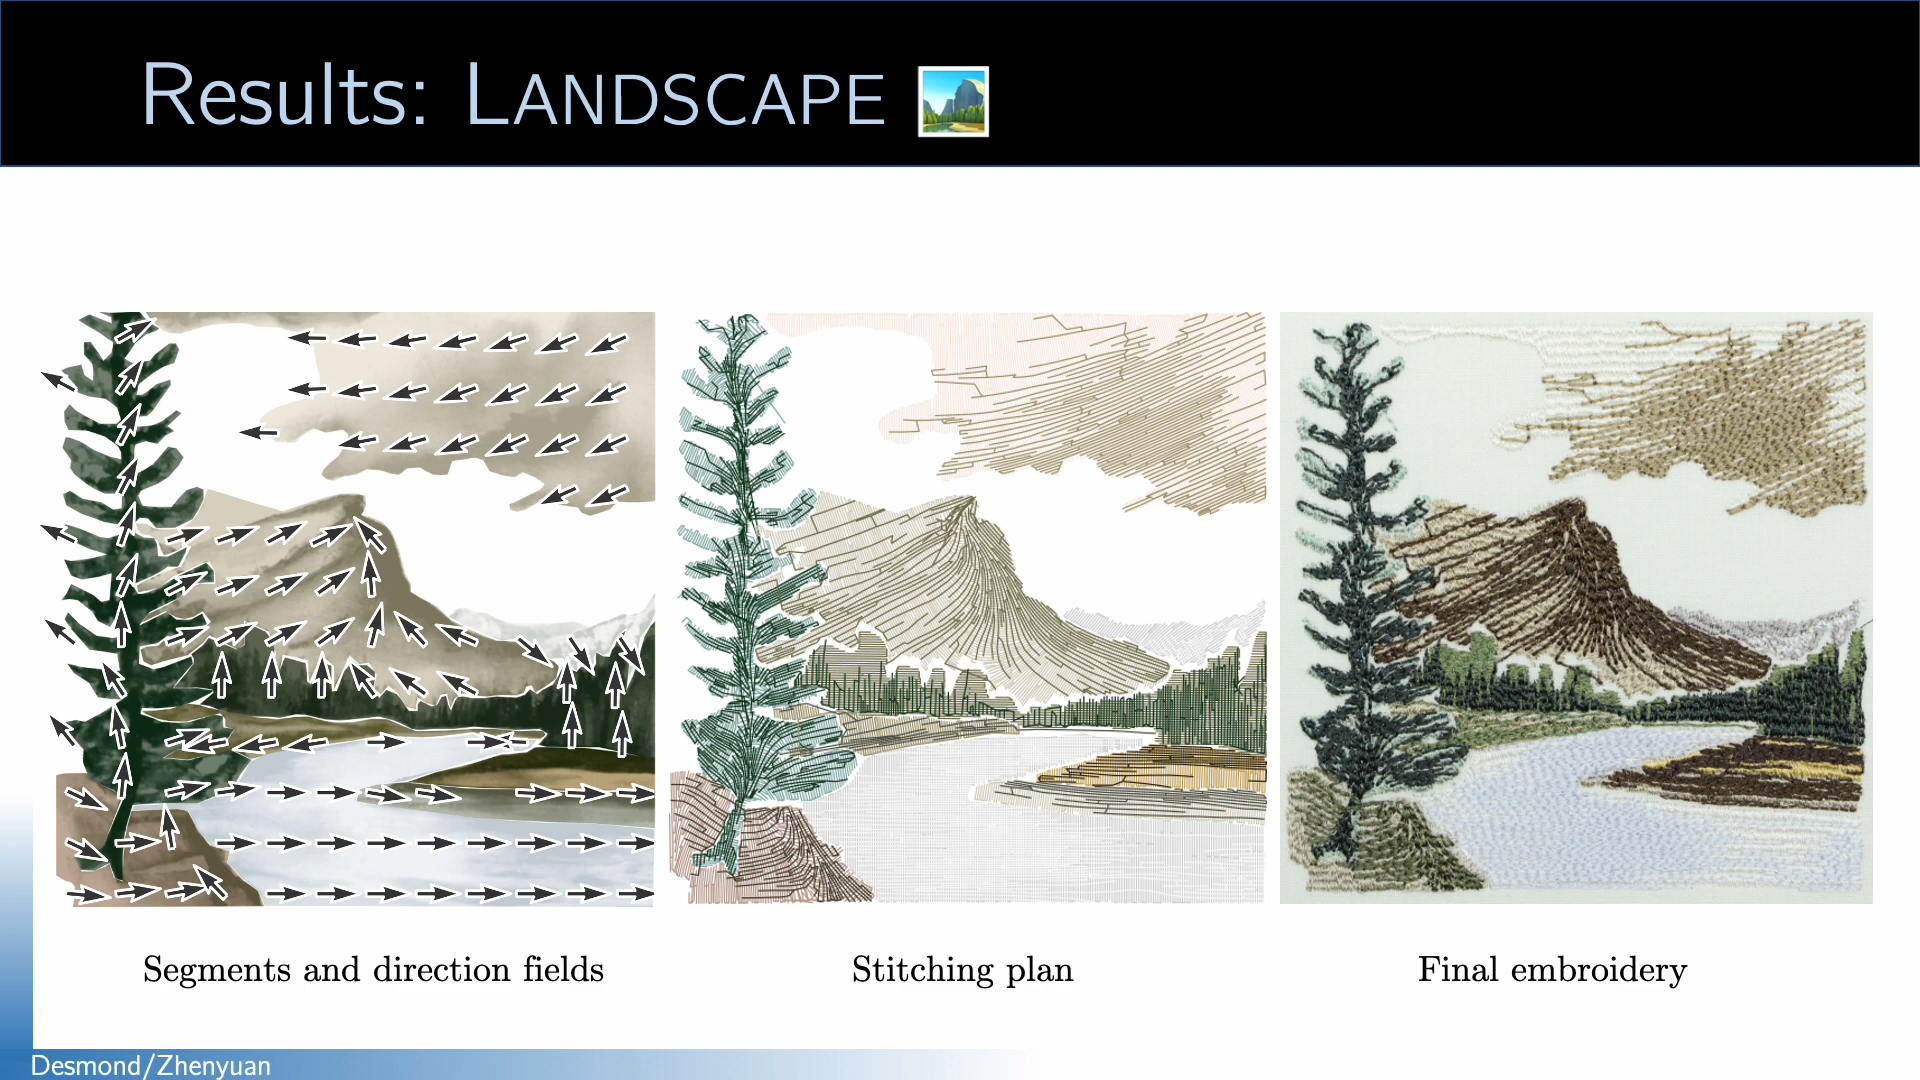 Results: LANDSCAPE
Segments and direction fields
Stitching plan
Final embroidery
Desmond/Zhenyuan